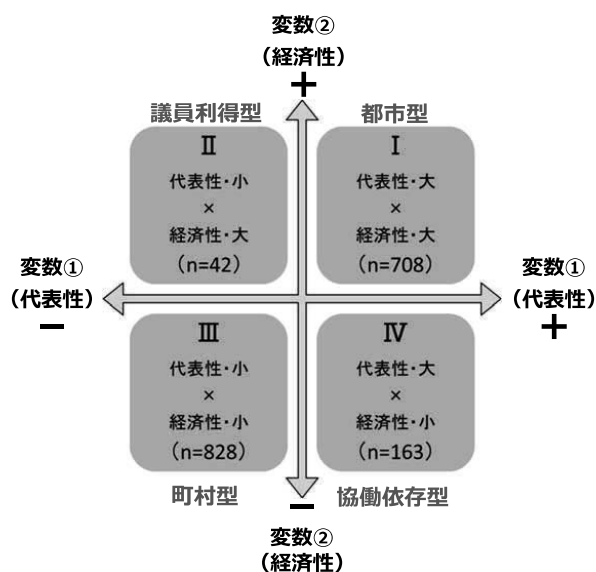 変数②
（経済性）
＋
議員利得型
都市型
Ⅱ
代表性・小
×
経済性・大
（n=42）
Ⅰ
代表性・大
×
経済性・大
（n=708）
変数①
（代表性）
－
変数①
（代表性）
＋
Ⅲ
代表性・小
×
経済性・小
（n=828）
Ⅳ
代表性・大
×
経済性・小
（n=163）
町村型
－
協働依存型
変数②
（経済性）